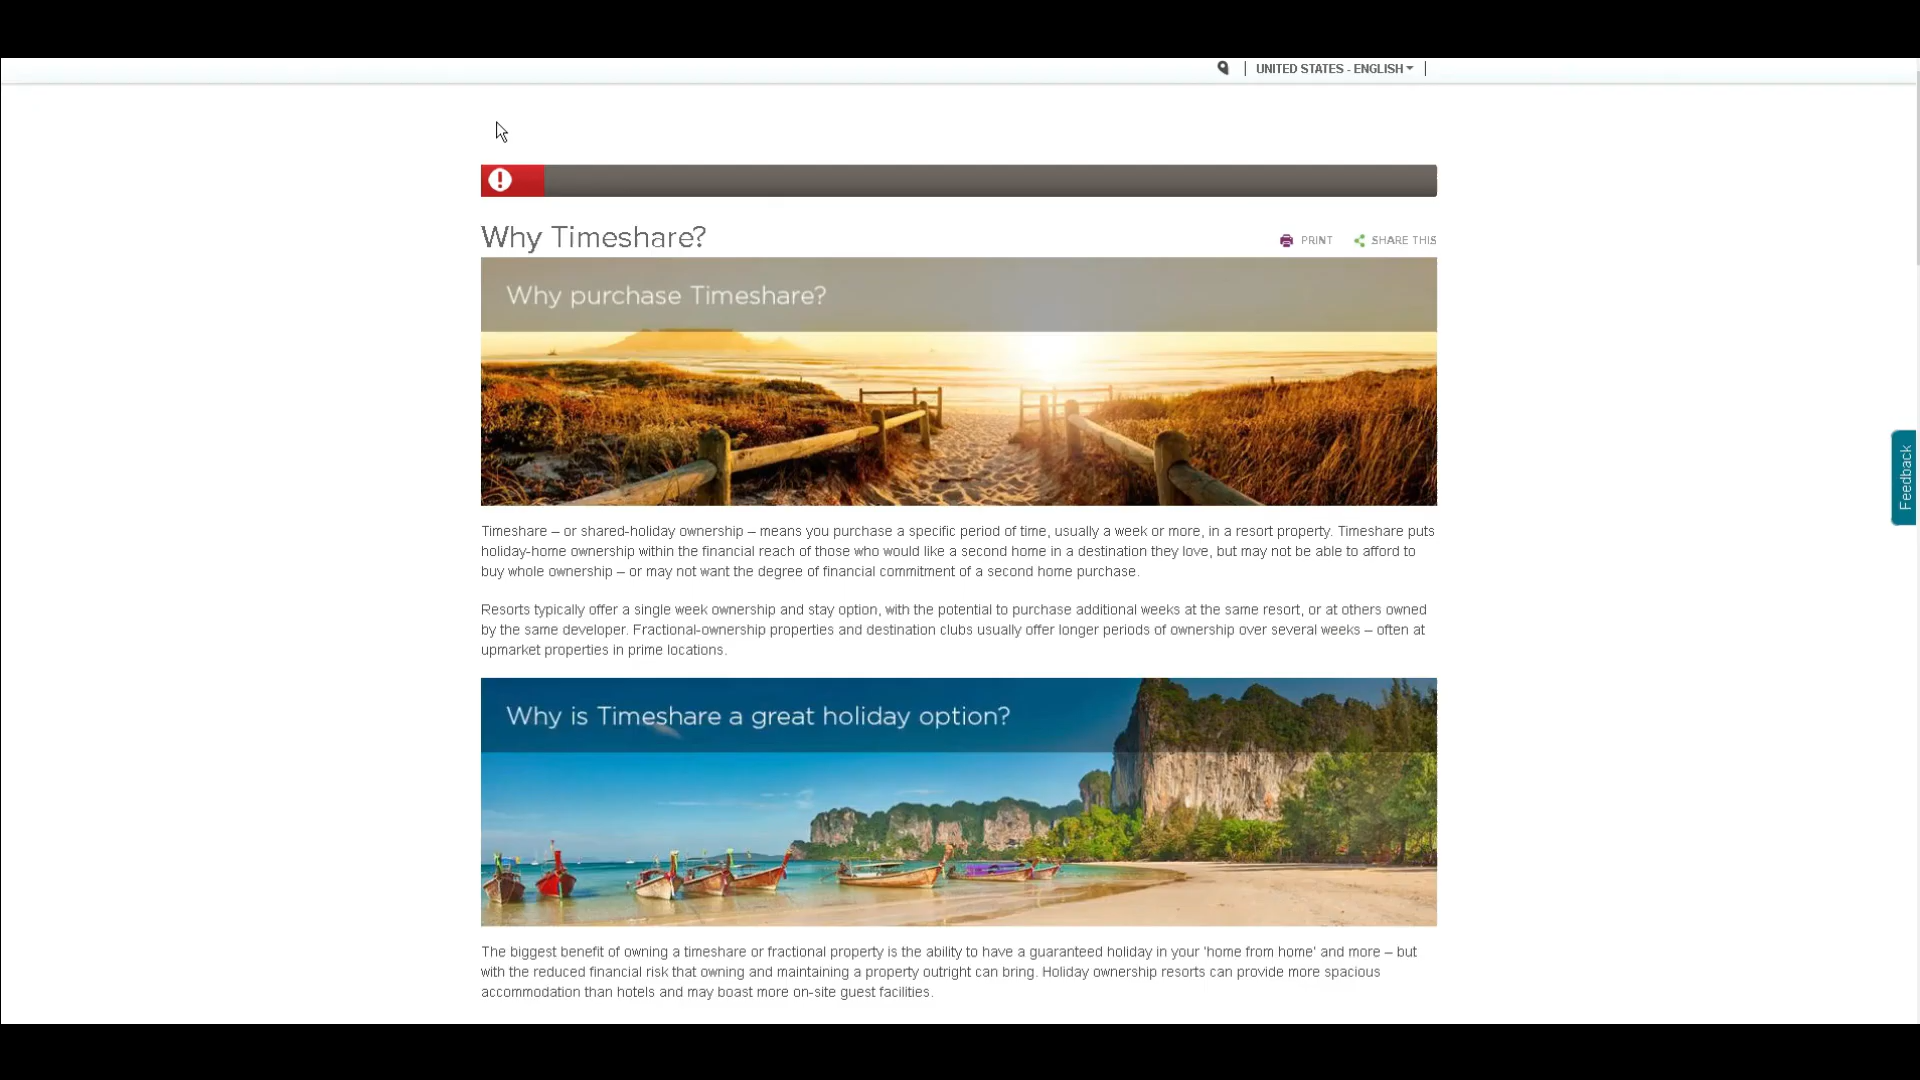 UNITED STATES - ENGLISH
Why Timeshare?
PRINT
SHARE THIS
Why purchase Timeshare?
Feedback
Timeshare – or shared-holiday ownership – means you purchase a specific period of time, usually a week or more, in a resort property. Timeshare puts
holiday-home ownership within the financial reach of those who would like a second home in a destination they love, but may not be able to afford to
buy whole ownership – or may not want the degree of financial commitment of a second home purchase.
Resorts typically offer a single week ownership and stay option, with the potential to purchase additional weeks at the same resort, or at others owned
by the same developer. Fractional-ownership properties and destination clubs usually offer longer periods of ownership over several weeks – often at
upmarket properties in prime locations.
Why is Timeshare a great holiday option?
The biggest benefit of owning a timeshare or fractional property is the ability to have a guaranteed holiday in your 'home from home' and more – but
with the reduced financial risk that owning and maintaining a property outright can bring. Holiday ownership resorts can provide more spacious
accommodation than hotels and may boast more on-site guest facilities.